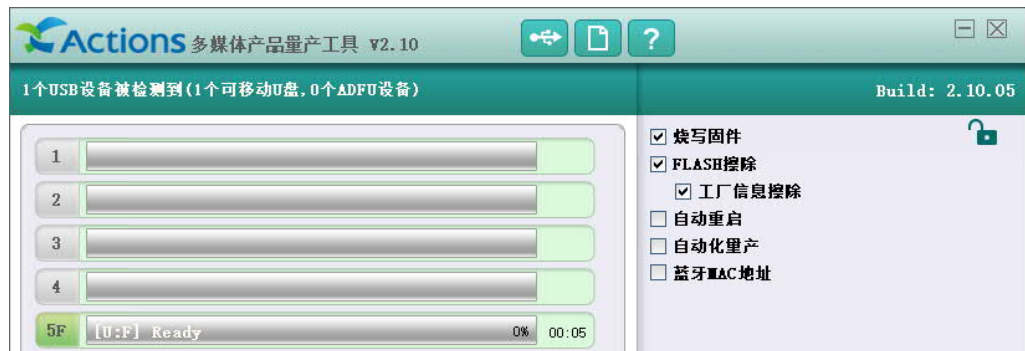 Actions 多媒体产品量产工具 V2.10
?
1个USB设备被检测到(1个可移动U盘,0个ADFU设备)
Build: 2.10.05
1
2
3
4
5F [U:F] Ready 0% 00:05
烧写固件
FLASH擦除
工厂信息擦除
自动重启
自动化量产
蓝牙MAC地址